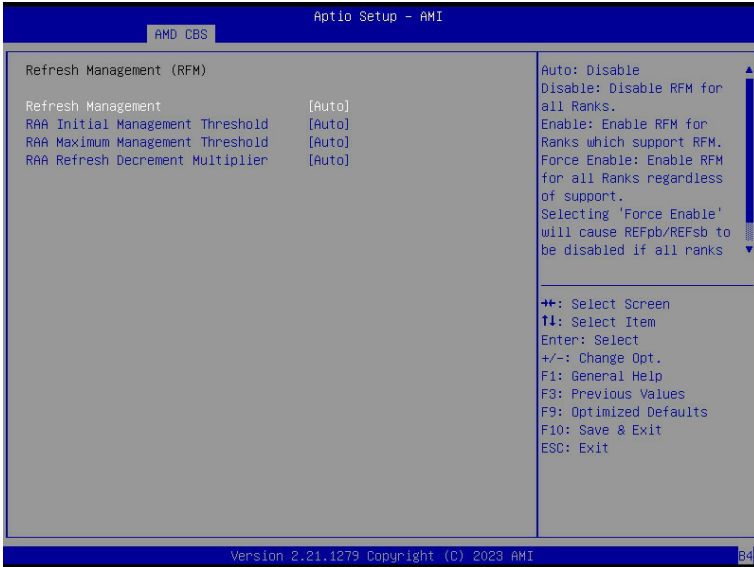 Aptio Setup - AMI
AMD CBS
Refresh Management (RFM)
Refresh Management [Auto]
RAA Initial Management Threshold [Auto]
RAA Maximum Management Threshold [Auto]
RAA Refresh Decrement Multiplier [Auto]
Auto: Disable
Disable: Disable RFM for
all Ranks.
Enable: Enable RFM for
Ranks which support RFM.
Force Enable: Enable RFM
for all Ranks regardless
of support.
Selecting 'Force Enable'
will cause REFpb/REFsb to
be disabled if all ranks
→←: Select Screen
↑↓: Select Item
Enter: Select
+/-: Change Opt.
F1: General Help
F3: Previous Values
F9: Optimized Defaults
F10: Save & Exit
ESC: Exit
Version 2.21.1279 Copyright (C) 2023 AMI
B4